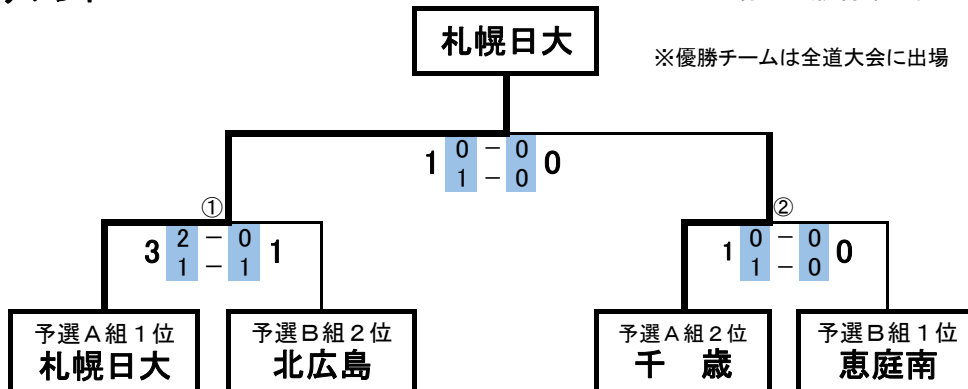 札幌日大
※優勝チームは全道大会に出場
1 0 − 0 0
1 − 0
① ②
3 2 − 0 1
1 − 1
1 0 − 0 0
1 − 0
予選A組1位
札幌日大
予選B組2位
北広島
予選A組2位
千　歳
予選B組1位
恵庭南